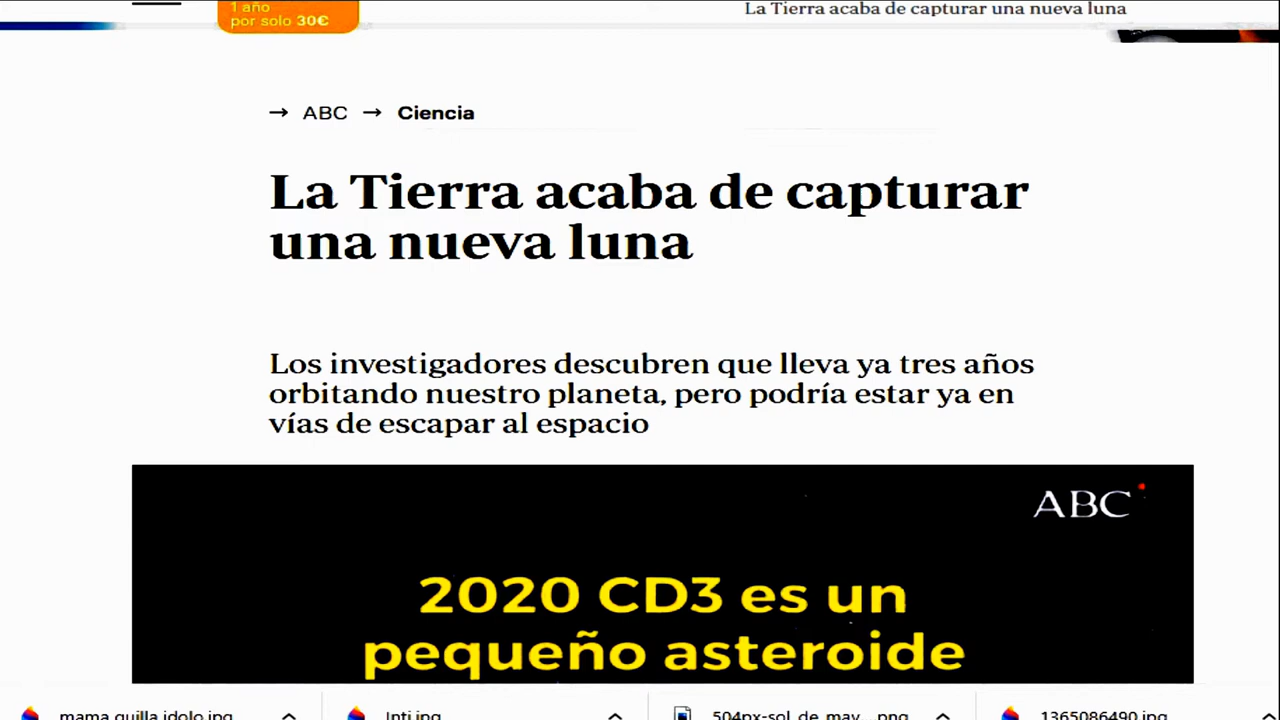 1 año
por solo 30€
La Tierra acaba de capturar una nueva luna
→ ABC → Ciencia
La Tierra acaba de capturar
una nueva luna
Los investigadores descubren que lleva ya tres años
orbitando nuestro planeta, pero podría estar ya en
vías de escapar al espacio
ABC
2020 CD3 es un
pequeño asteroide
mama quilla idolo.jpg
Inti.jpg
504px-sol_de_may...png
1365086490.jpg